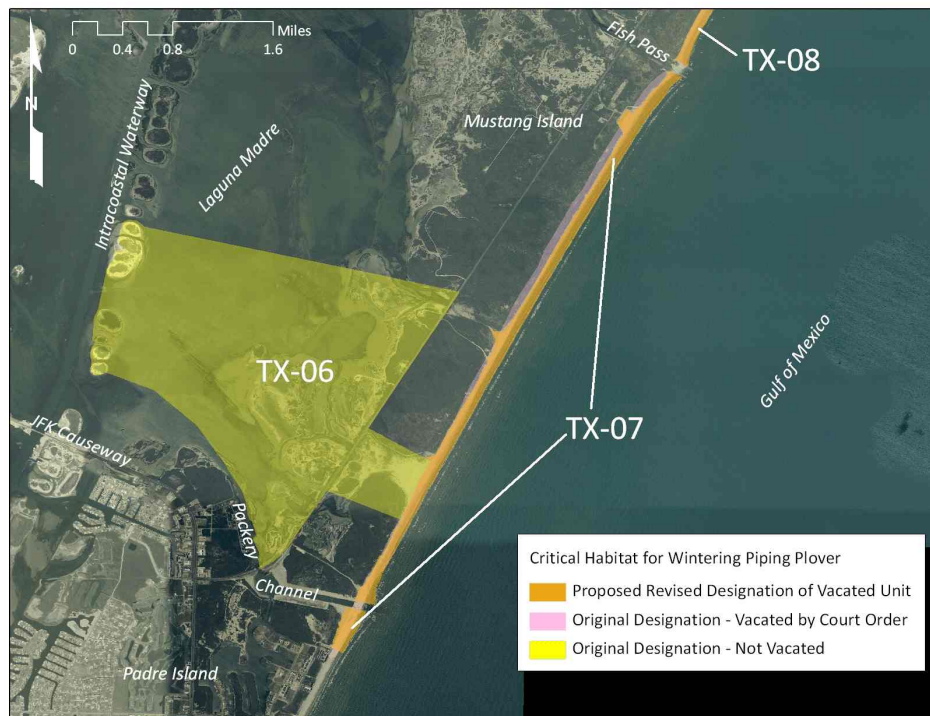 Miles
0 0.4 0.8 1.6
N
Fish Pass
TX-08
Mustang Island
Intracoastal Waterway
Laguna Madre
TX-06
Gulf of Mexico
TX-07
JFK Causeway
Packery
Channel
Padre Island
Critical Habitat for Wintering Piping Plover
Proposed Revised Designation of Vacated Unit
Original Designation - Vacated by Court Order
Original Designation - Not Vacated